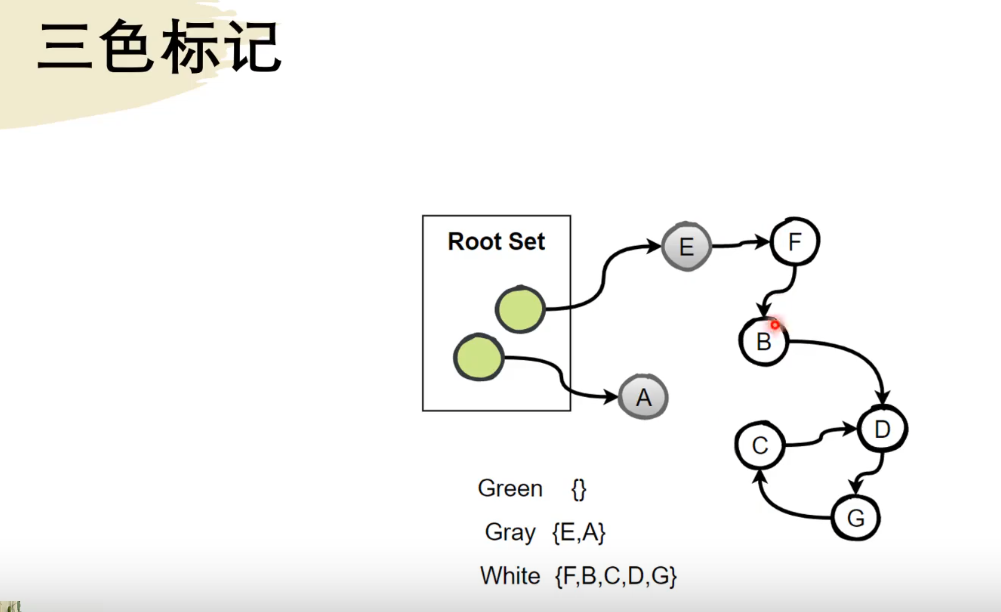 三色标记
Root Set
E
F
B
A
D
C
G
Green {}
Gray {E,A}
White {F,B,C,D,G}